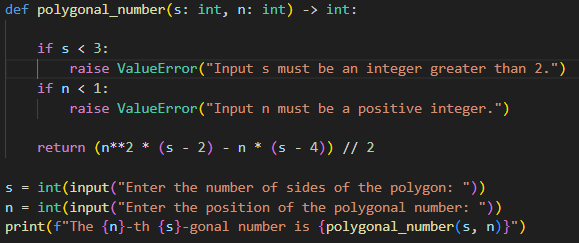 def polygonal_number(s: int, n: int) -> int:
    if s < 3:
        raise ValueError("Input s must be an integer greater than 2.")
    if n < 1:
        raise ValueError("Input n must be a positive integer.")
    return (n**2 * (s - 2) - n * (s - 4)) // 2
s = int(input("Enter the number of sides of the polygon: "))
n = int(input("Enter the position of the polygonal number: "))
print(f"The {n}-th {s}-gonal number is {polygonal_number(s, n)}")